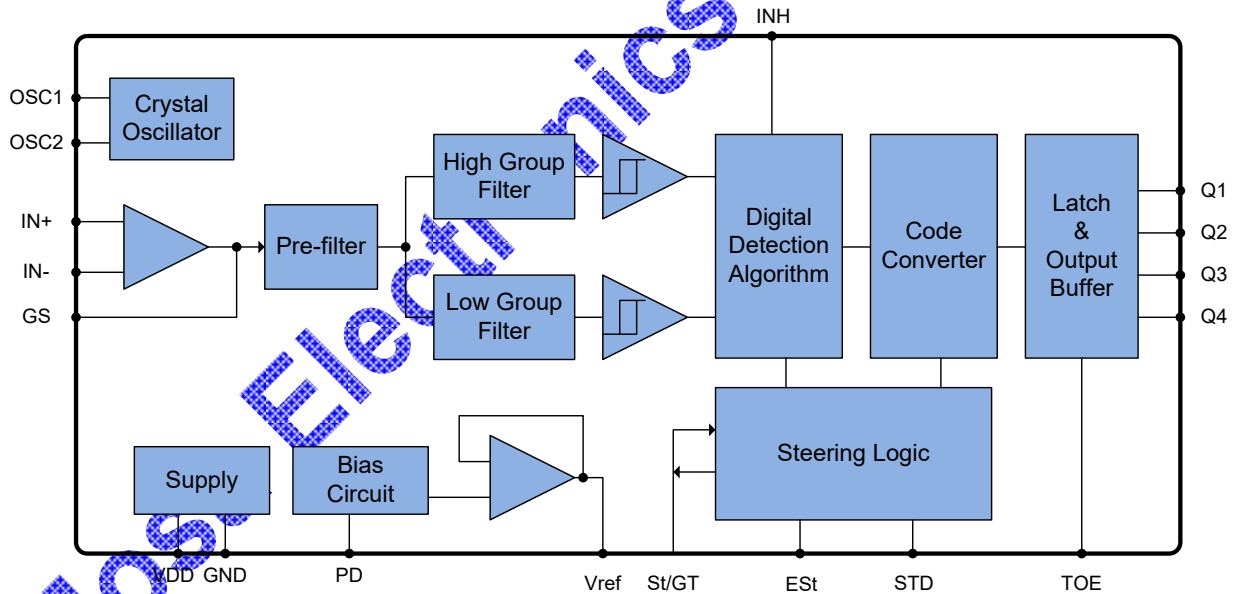 INH
OSC1
OSC2
Crystal
Oscillator
IN+
IN-
GS
Pre-filter
High Group
Filter
Low Group
Filter
Digital
Detection
Algorithm
Code
Converter
Latch
&
Output
Buffer
Q1
Q2
Q3
Q4
Supply
Bias
Circuit
Steering Logic
VDD GND
PD
Vref
St/GT
ESt
STD
TOE